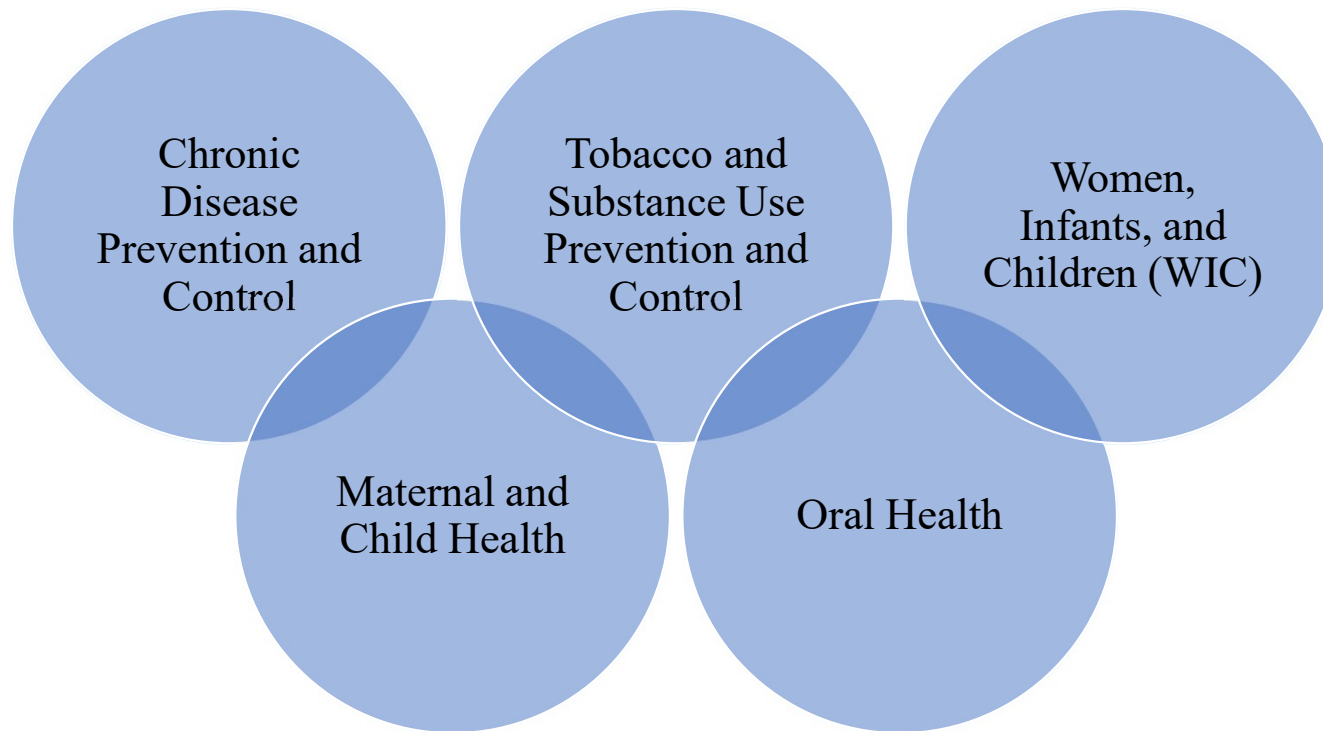 Chronic
Disease
Prevention and
Control
Tobacco and
Substance Use
Prevention and
Control
Women,
Infants, and
Children (WIC)
Maternal and
Child Health
Oral Health